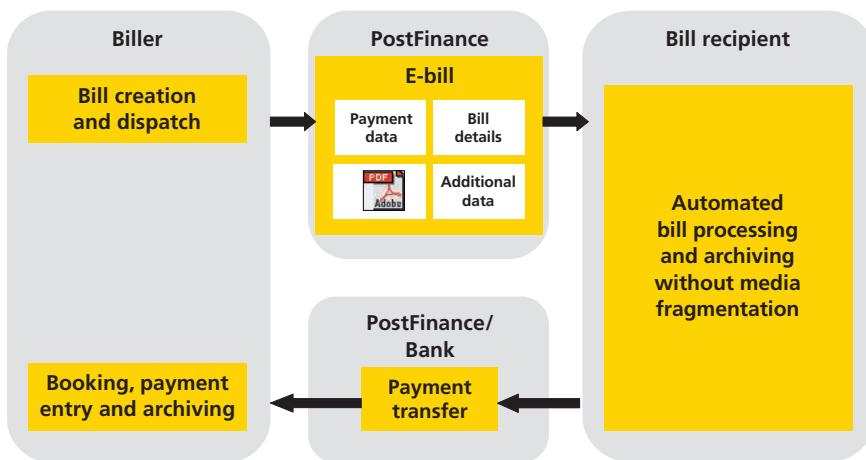 Biller
Bill creation
and dispatch
PostFinance
E-bill
Payment
data
Bill
details
PDF
Adobe
Additional
data
Bill recipient
Automated
bill processing
and archiving
without media
fragmentation
PostFinance/
Bank
Payment
transfer
Booking, payment
entry and archiving